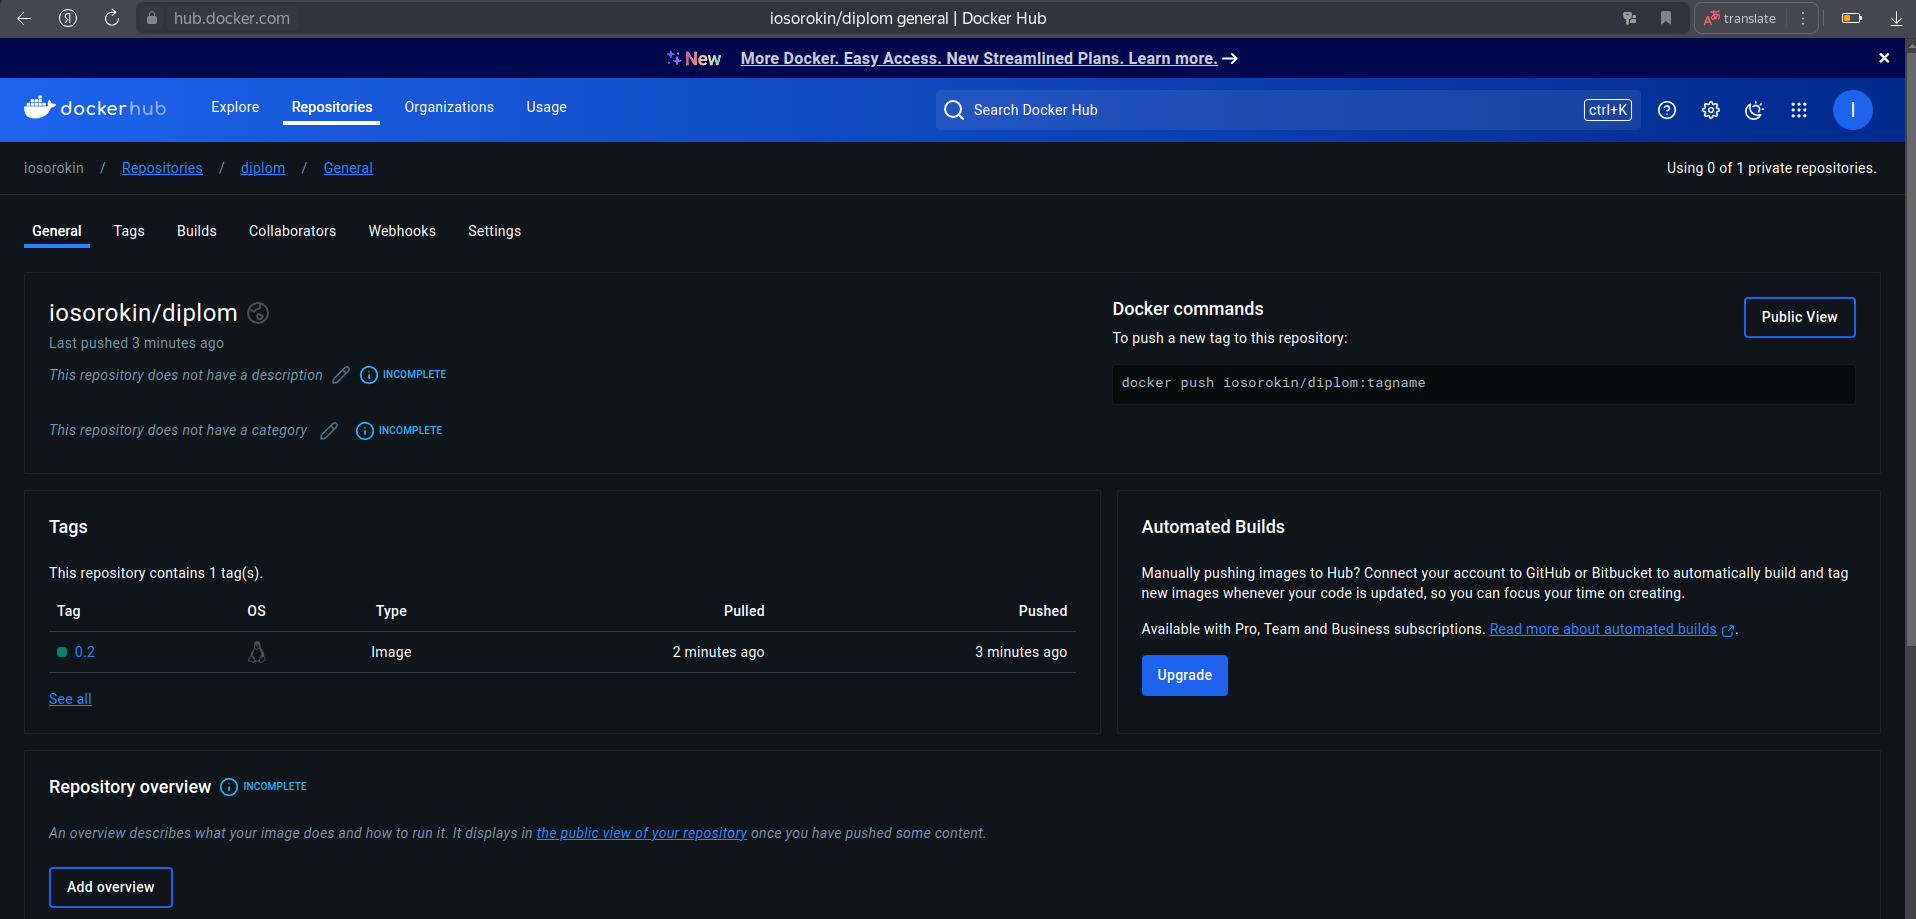 Я hub.docker.com iosorokin/diplom general | Docker Hub translate
New More Docker. Easy Access. New Streamlined Plans. Learn more. →
dockerhub Explore Repositories Organizations Usage Search Docker Hub ctrl+K I
iosorokin / Repositories / diplom / General Using 0 of 1 private repositories.
General Tags Builds Collaborators Webhooks Settings
iosorokin/diplom
Last pushed 3 minutes ago
This repository does not have a description INCOMPLETE
This repository does not have a category INCOMPLETE
Docker commands
Public View
To push a new tag to this repository:
docker push iosorokin/diplom:tagname
Tags
This repository contains 1 tag(s).
Tag OS Type Pulled Pushed
0.2 Image 2 minutes ago 3 minutes ago
See all
Automated Builds
Manually pushing images to Hub? Connect your account to GitHub or Bitbucket to automatically build and tag
new images whenever your code is updated, so you can focus your time on creating.
Available with Pro, Team and Business subscriptions. Read more about automated builds .
Upgrade
Repository overview INCOMPLETE
An overview describes what your image does and how to run it. It displays in the public view of your repository once you have pushed some content.
Add overview